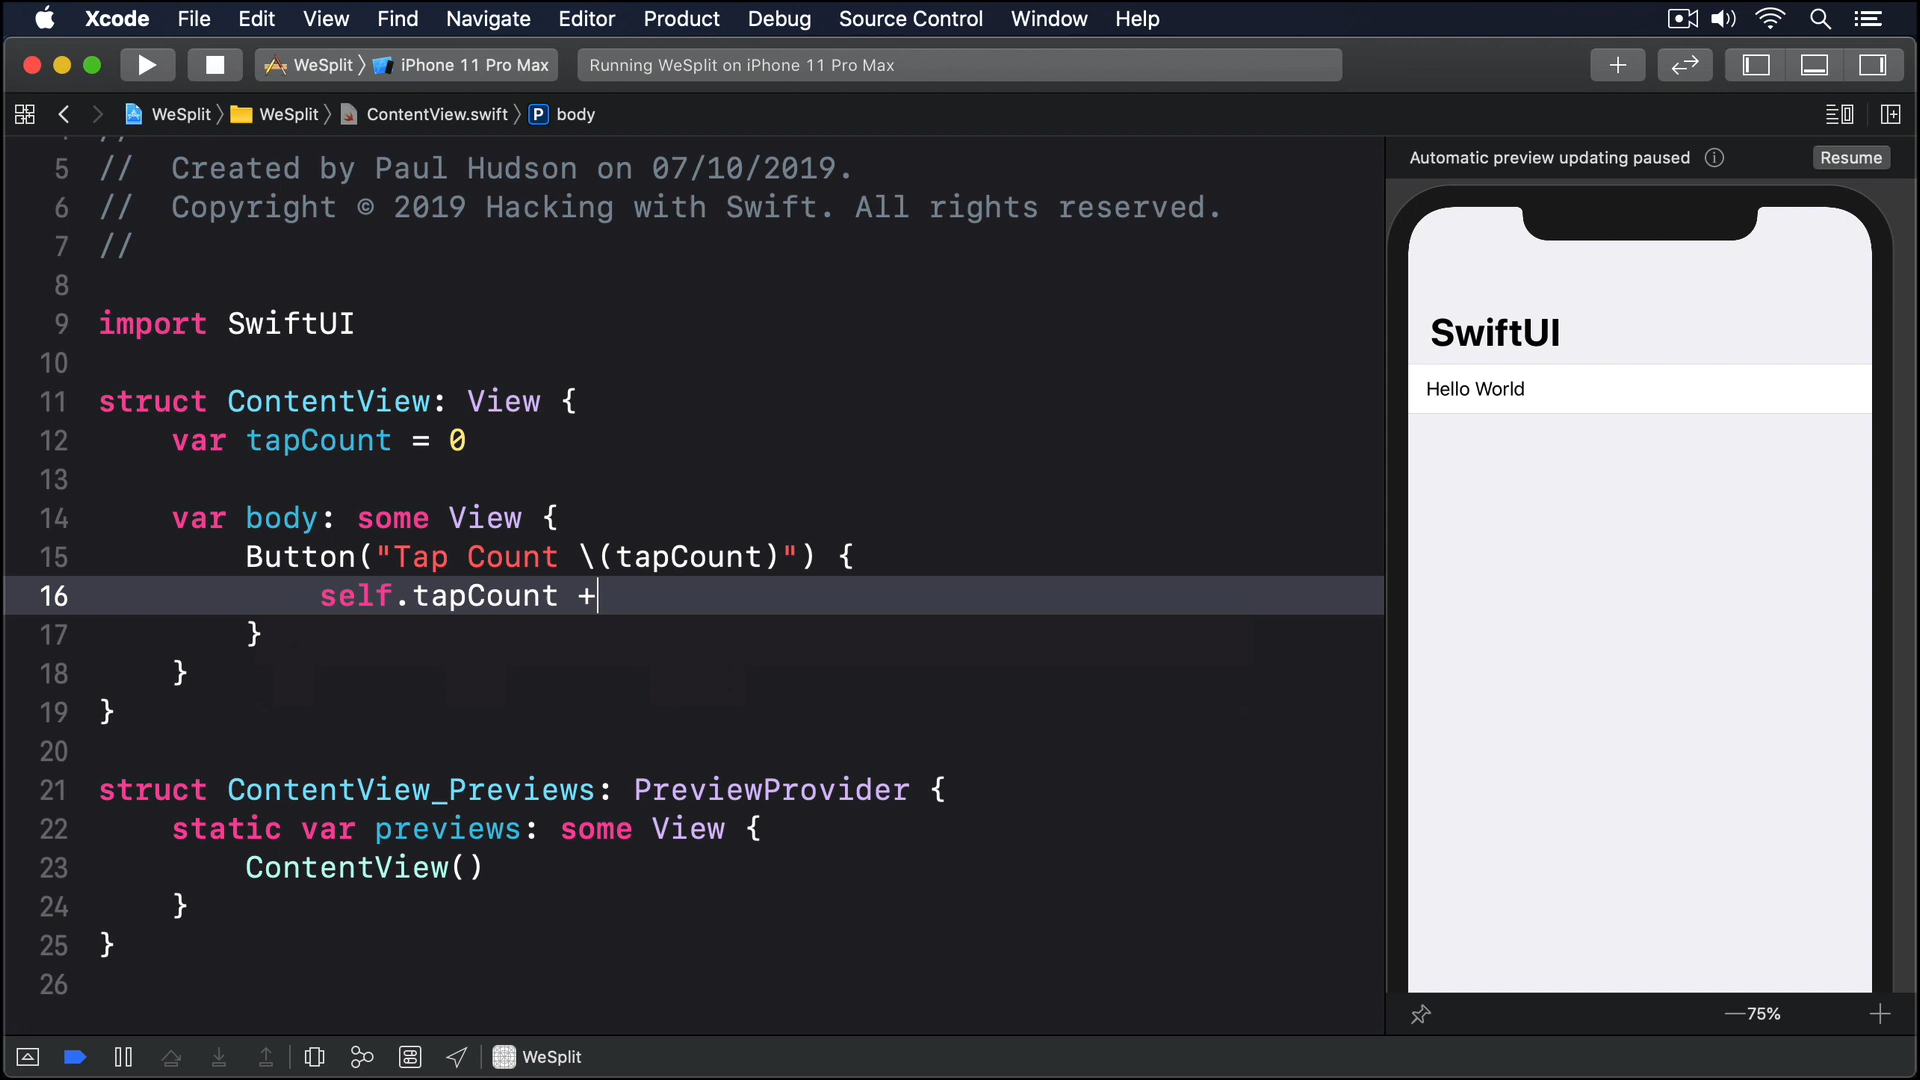 Xcode File Edit View Find Navigate Editor Product Debug Source Control Window Help
WeSplit iPhone 11 Pro Max Running WeSplit on iPhone 11 Pro Max
WeSplit WeSplit ContentView.swift P body
Automatic preview updating paused Resume
5 //  Created by Paul Hudson on 07/10/2019.
6 //  Copyright © 2019 Hacking with Swift. All rights reserved.
7 //
8
9 import SwiftUI
10
11 struct ContentView: View {
12     var tapCount = 0
13
14     var body: some View {
15         Button("Tap Count \(tapCount)") {
16             self.tapCount +
17         }
18     }
19 }
20
21 struct ContentView_Previews: PreviewProvider {
22     static var previews: some View {
23         ContentView()
24     }
25 }
26
SwiftUI
Hello World
75%
WeSplit